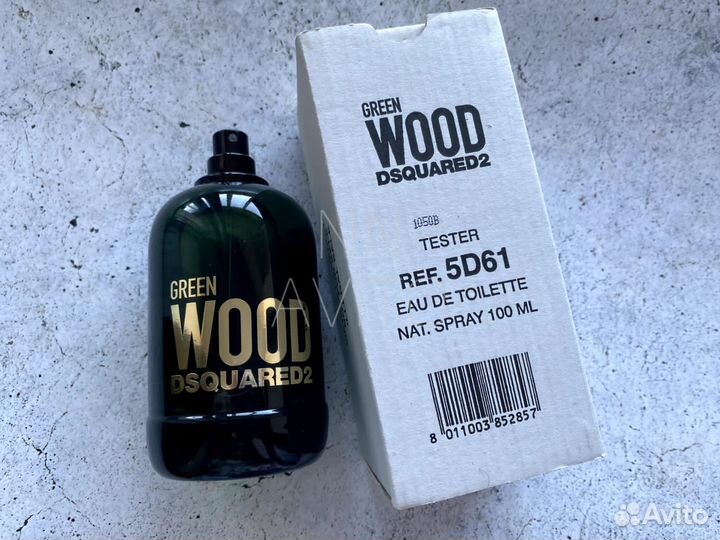 GREEN
WOOD
DSQUARED2
GREEN
WOOD
DSQUARED2
1050B
TESTER
REF. 5D61
EAU DE TOILETTE
NAT. SPRAY 100 ML
8 011003 852857
Avito